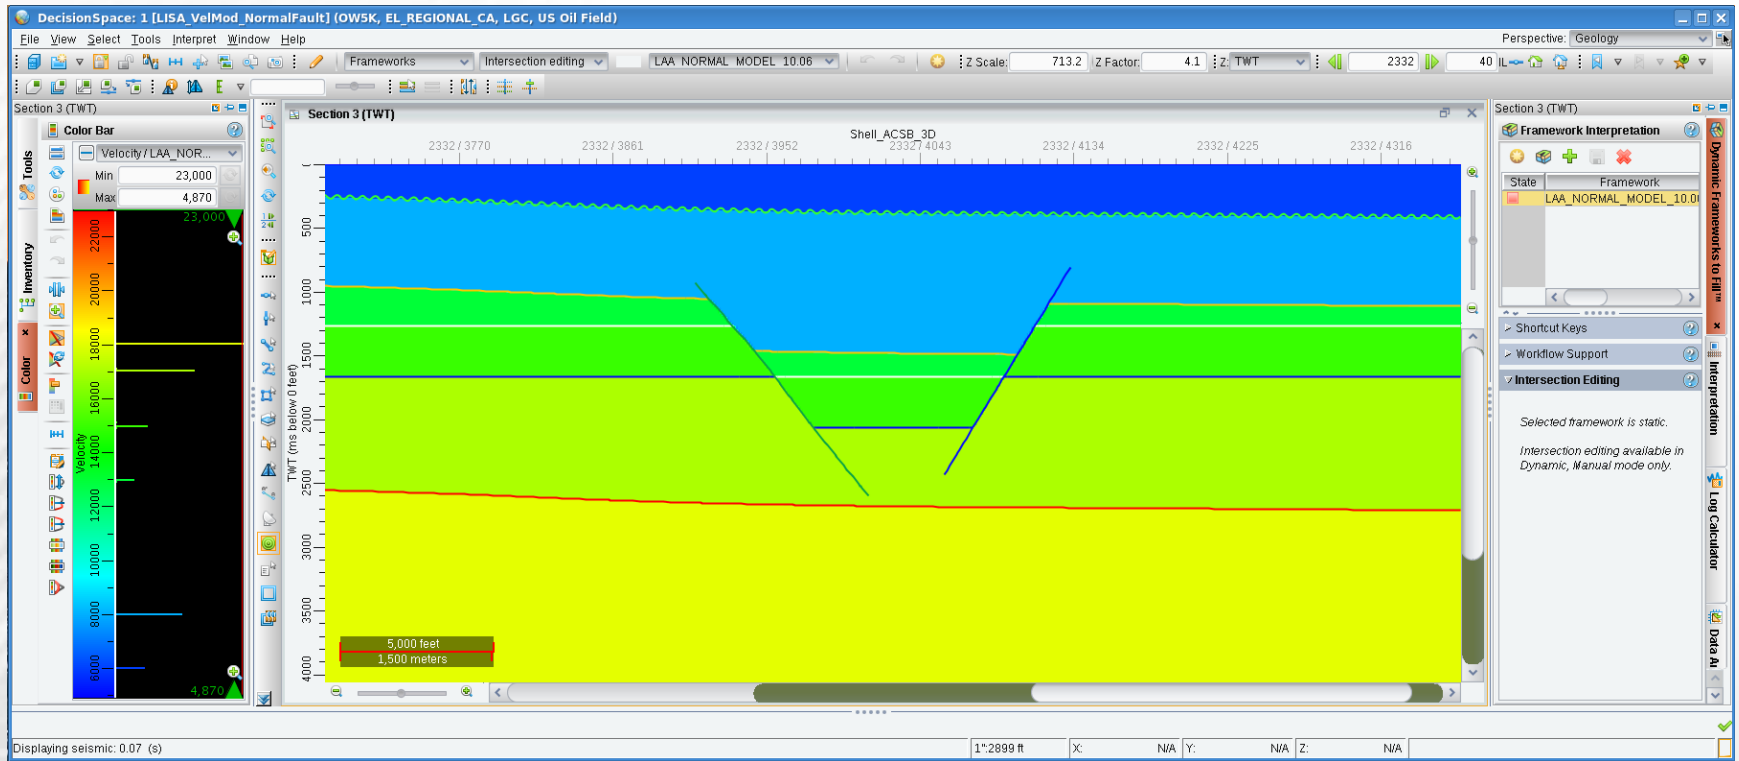 DecisionSpace: 1 [LISA_VelMod_NormalFault] (OW5K, EL_REGIONAL_CA, LGC, US Oil Field)
File View Select Tools Interpret Window Help
Perspective: Geology
Frameworks Intersection editing LAA_NORMAL_MODEL_10.06 Z Scale: 713.2 Z Factor: 4.1 Z: TWT 2332 40 IL
Section 3 (TWT)
Tools
Inventory
Color
Color Bar
Velocity / LAA_NOR...
Min 23,000
Max 4,870
23,000
22000
20000
18000
16000
14000
12000
10000
8000
6000
Velocity
4,870
Section 3 (TWT)
Shell_ACSB_3D
2332 / 3770 2332 / 3861 2332 / 3952 2332 / 4043 2332 / 4134 2332 / 4225 2332 / 4316
TWT (ms below 0 feet)
500
1000
1500
2000
2500
3000
3500
4000
5,000 feet
1,500 meters
Section 3 (TWT)
Framework Interpretation
State Framework
LAA_NORMAL_MODEL_10.0
Shortcut Keys
Workflow Support
Intersection Editing
Selected framework is static.
Intersection editing available in
Dynamic, Manual mode only.
Dynamic Frameworks to Fill™
Interpretation
Log Calculator
Data
Displaying seismic: 0.07 (s)
1":2899 ft X: N/A Y: N/A Z: N/A